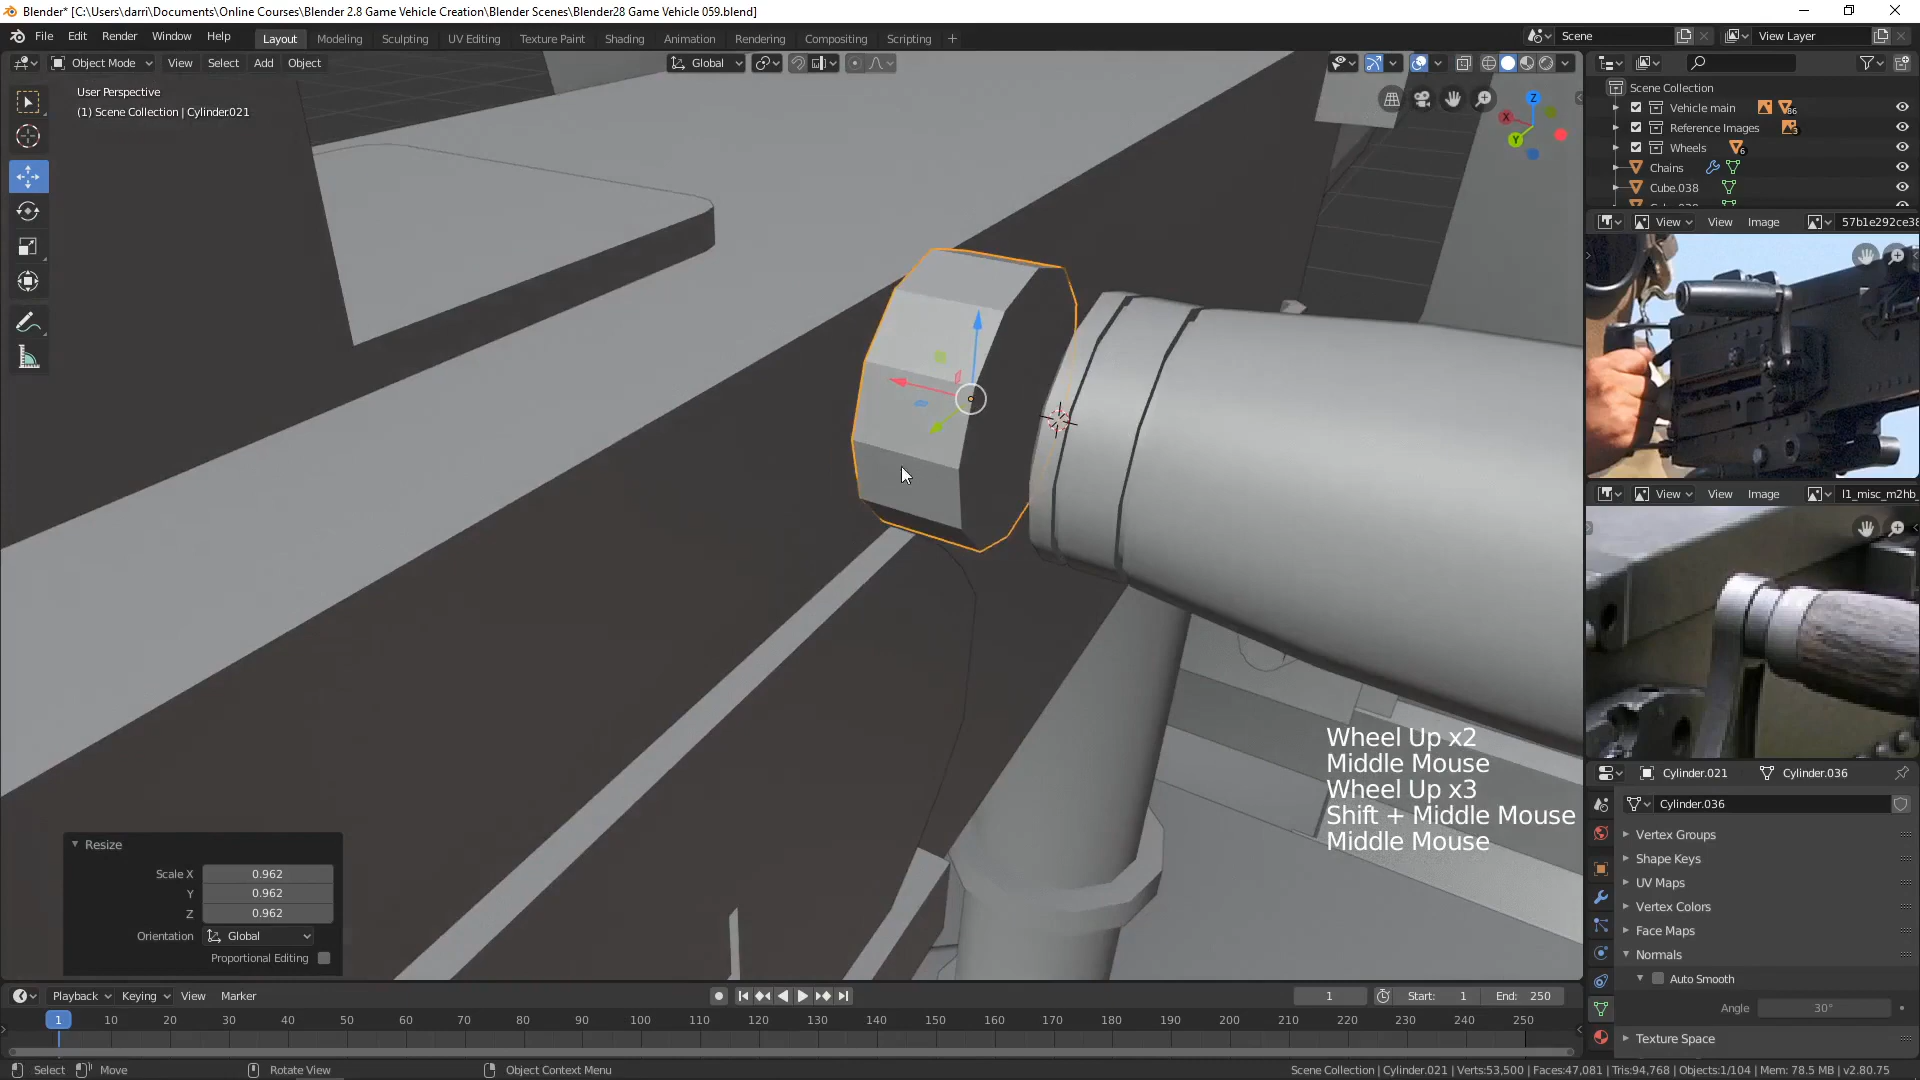 Blender* [C:\Users\darri\Documents\Online Courses\Blender 2.8 Game Vehicle Creation\Blender Scenes\Blender28 Game Vehicle 059.blend]
File Edit Render Window Help
Layout Modeling Sculpting UV Editing Texture Paint Shading Animation Rendering Compositing Scripting +
Scene
View Layer
Object Mode View Select Add Object
Global
User Perspective
(1) Scene Collection | Cylinder.021
Z
X
Y
Scene Collection
Vehicle main 86
Reference Images 3
Wheels 6
Chains
Cube.038
View View Image 57b1e292ce38
View View Image l1_misc_m2hb_
Wheel Up x2
Middle Mouse
Wheel Up x3
Shift + Middle Mouse
Middle Mouse
Cylinder.021 Cylinder.036
Cylinder.036
Vertex Groups
Shape Keys
UV Maps
Vertex Colors
Face Maps
Normals
Auto Smooth
Angle 30°
Texture Space
Resize
Scale X 0.962
Y 0.962
Z 0.962
Orientation Global
Proportional Editing
Playback Keying View Marker
1 Start: 1 End: 250
1 10 20 30 40 50 60 70 80 90 100 110 120 130 140 150 160 170 180 190 200 210 220 230 240 250
Select Move Rotate View Object Context Menu
Scene Collection | Cylinder.021 | Verts:53,500 | Faces:47,081 | Tris:94,768 | Objects:1/104 | Mem: 78.5 MB | v2.80.75